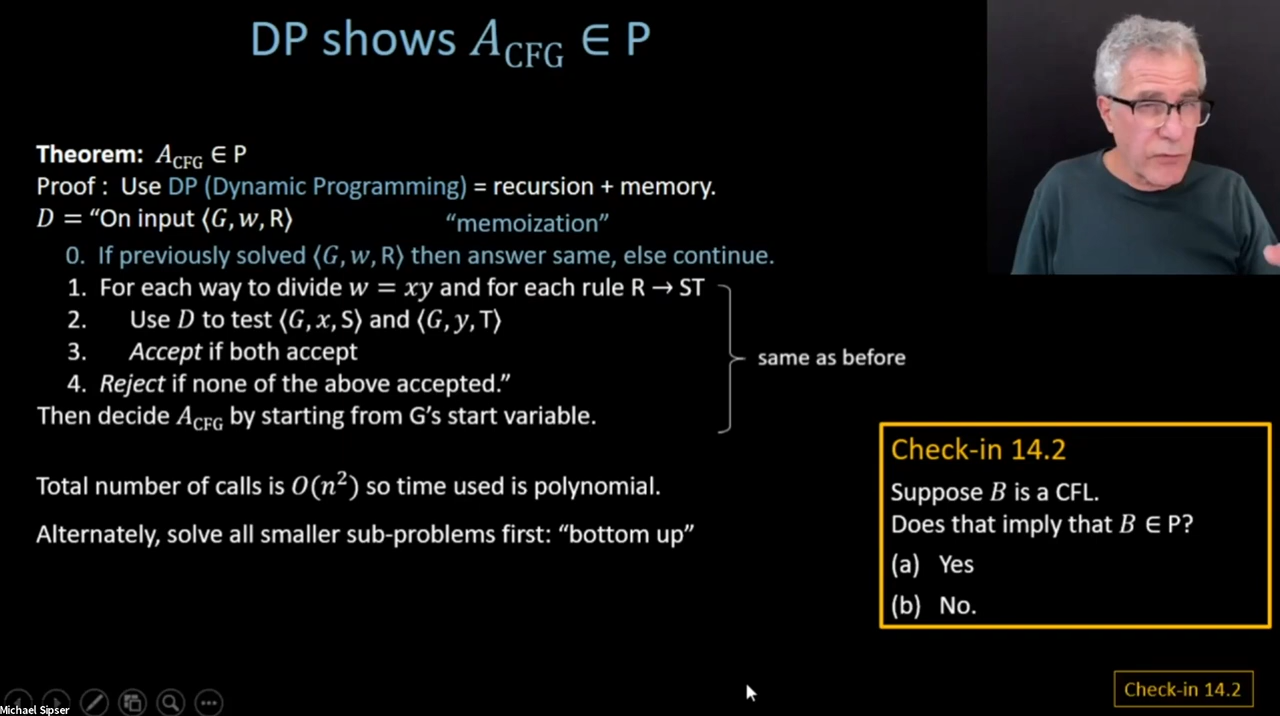 DP shows A_CFG ∈ P
Theorem: A_CFG ∈ P
Proof : Use DP (Dynamic Programming) = recursion + memory.
D = “On input ⟨G, w, R⟩ “memoization”
0. If previously solved ⟨G, w, R⟩ then answer same, else continue.
1. For each way to divide w = xy and for each rule R → ST
2. Use D to test ⟨G, x, S⟩ and ⟨G, y, T⟩
3. Accept if both accept
4. Reject if none of the above accepted.”
same as before
Then decide A_CFG by starting from G’s start variable.
Total number of calls is O(n²) so time used is polynomial.
Alternately, solve all smaller sub-problems first: “bottom up”
Check-in 14.2
Suppose B is a CFL.
Does that imply that B ∈ P?
(a) Yes
(b) No.
Check-in 14.2
Michael Sipser